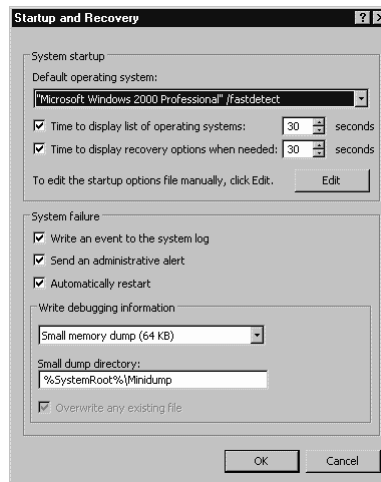 Startup and Recovery
System startup
Default operating system:
"Microsoft Windows 2000 Professional" /fastdetect
Time to display list of operating systems: 30 seconds
Time to display recovery options when needed: 30 seconds
To edit the startup options file manually, click Edit. Edit
System failure
Write an event to the system log
Send an administrative alert
Automatically restart
Write debugging information
Small memory dump (64 KB)
Small dump directory:
%SystemRoot%\Minidump
Overwrite any existing file
OK Cancel